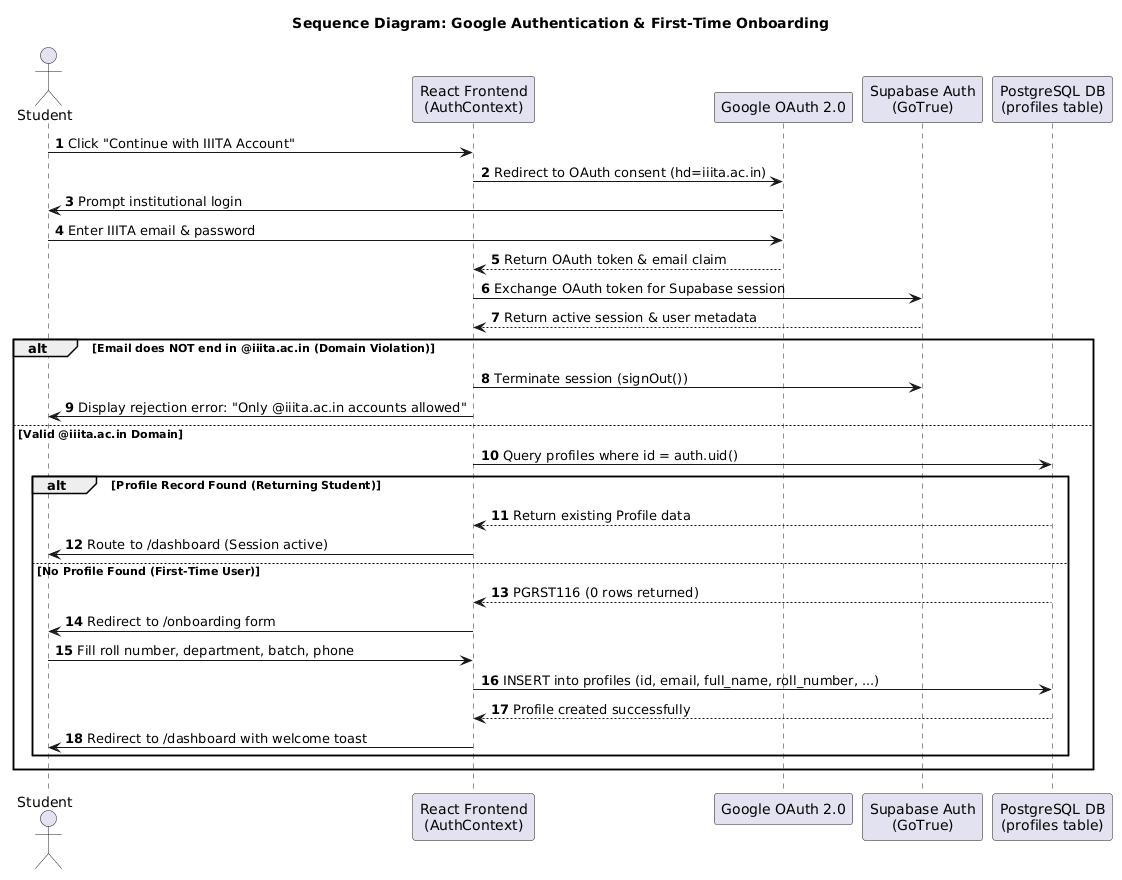 Sequence Diagram: Google Authentication & First-Time Onboarding
Student
React Frontend
(AuthContext)
Google OAuth 2.0
Supabase Auth
(GoTrue)
PostgreSQL DB
(profiles table)
1 Click "Continue with IIITA Account"
2 Redirect to OAuth consent (hd=iiita.ac.in)
3 Prompt institutional login
4 Enter IIITA email & password
5 Return OAuth token & email claim
6 Exchange OAuth token for Supabase session
7 Return active session & user metadata
alt [Email does NOT end in @iiita.ac.in (Domain Violation)]
8 Terminate session (signOut())
9 Display rejection error: "Only @iiita.ac.in accounts allowed"
[Valid @iiita.ac.in Domain]
10 Query profiles where id = auth.uid()
alt [Profile Record Found (Returning Student)]
11 Return existing Profile data
12 Route to /dashboard (Session active)
[No Profile Found (First-Time User)]
13 PGRST116 (0 rows returned)
14 Redirect to /onboarding form
15 Fill roll number, department, batch, phone
16 INSERT into profiles (id, email, full_name, roll_number, ...)
17 Profile created successfully
18 Redirect to /dashboard with welcome toast
Student
React Frontend
(AuthContext)
Google OAuth 2.0
Supabase Auth
(GoTrue)
PostgreSQL DB
(profiles table)